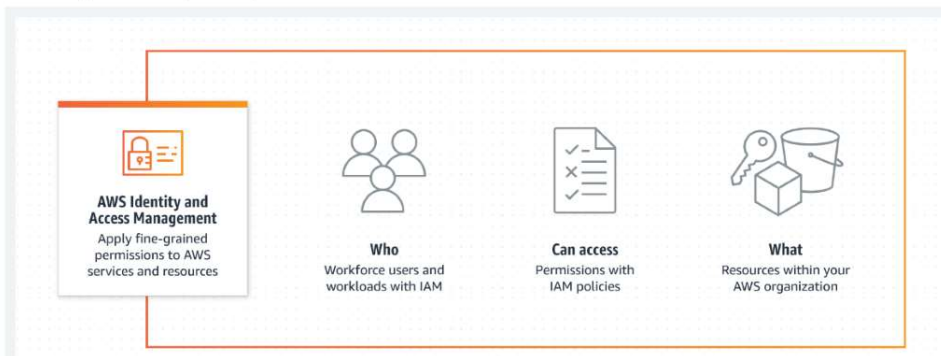 AWS Identity and
Access Management
Apply fine-grained
permissions to AWS
services and resources
Who
Workforce users and
workloads with IAM
Can access
Permissions with
IAM policies
What
Resources within your
AWS organization